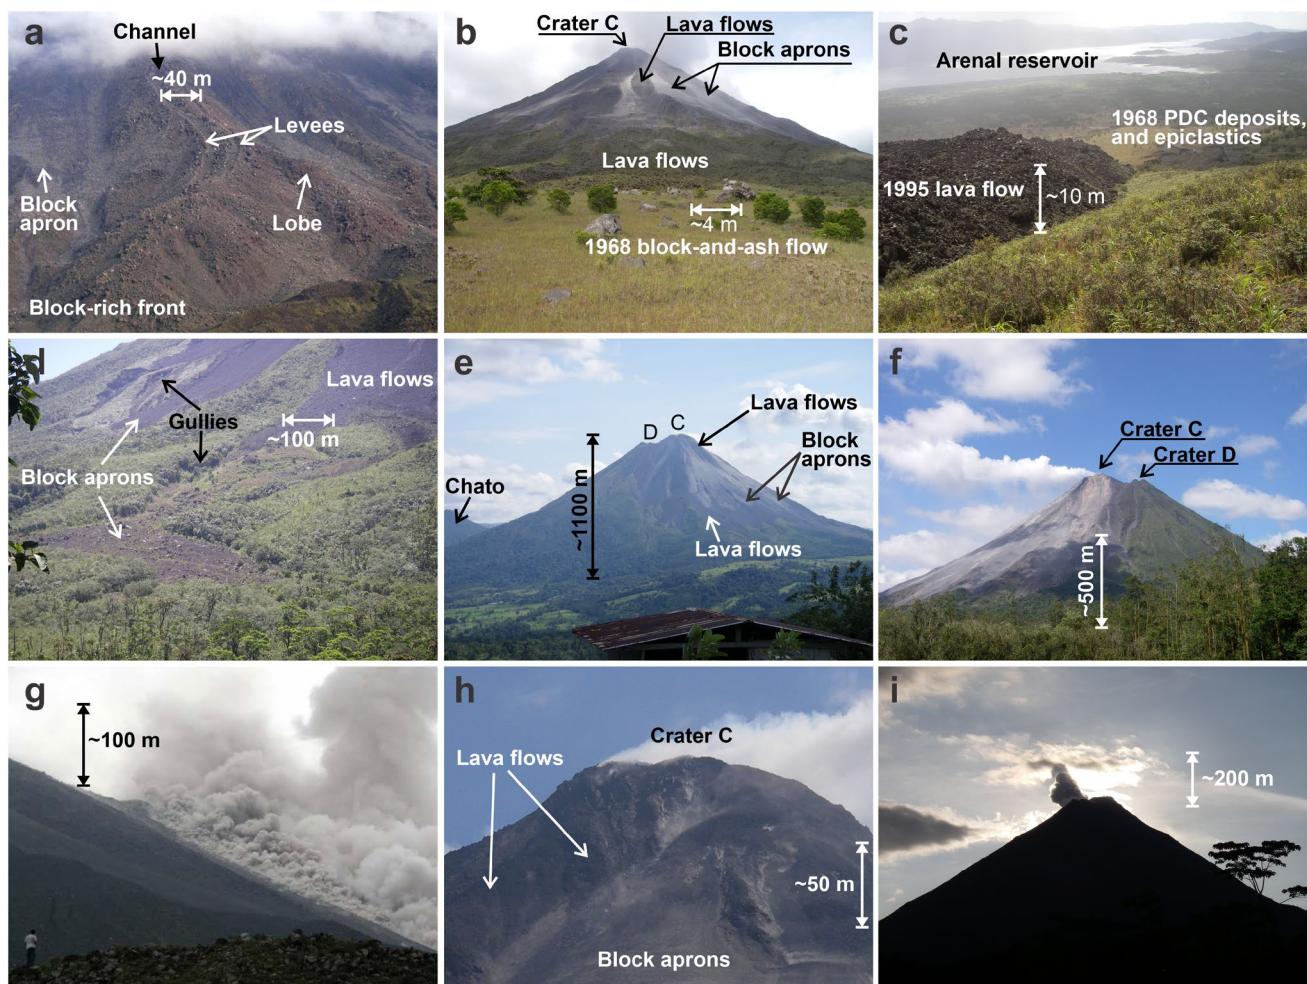 a
Channel
~40 m
Levees
Block
apron
Lobe
Block-rich front
b
Crater C
Lava flows
Block aprons
Lava flows
~4 m
1968 block-and-ash flow
c
Arenal reservoir
1968 PDC deposits,
and epiclastics
1995 lava flow
~10 m
d
Lava flows
Gullies
~100 m
Block aprons
e
D
C
Lava flows
Block
aprons
Chato
~1100 m
Lava flows
f
Crater C
Crater D
~500 m
g
~100 m
h
Crater C
Lava flows
~50 m
Block aprons
i
~200 m